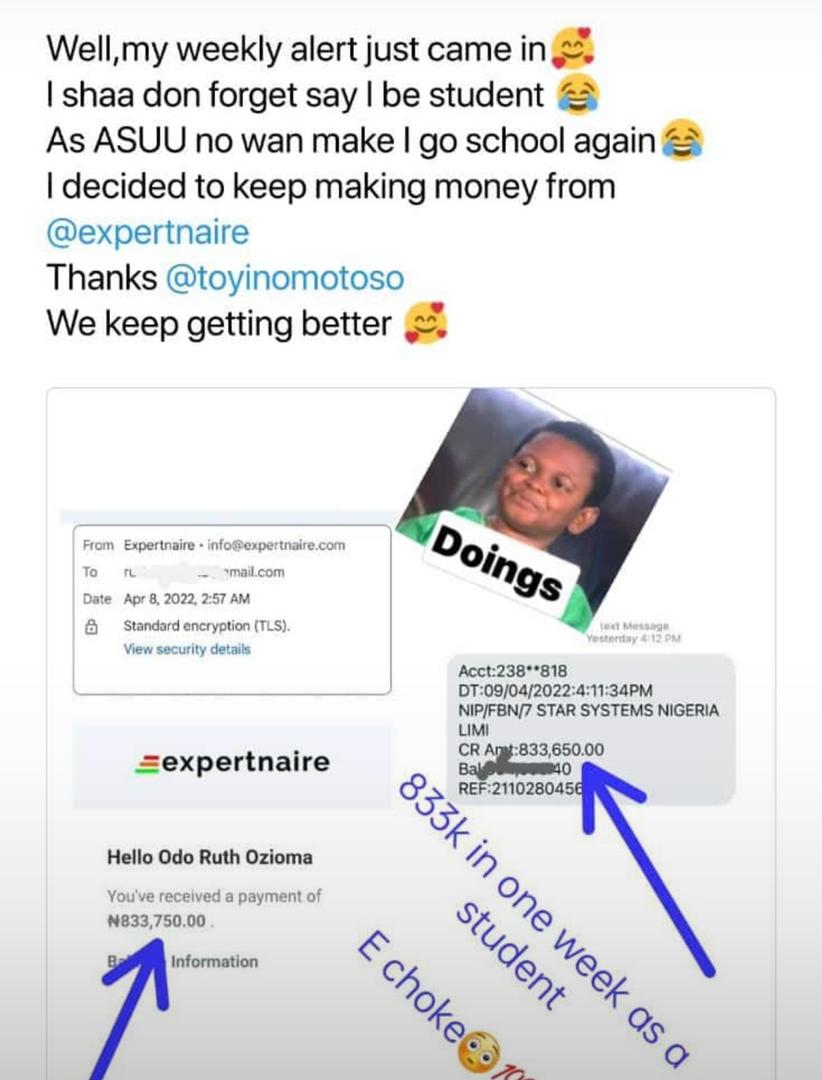 Well,my weekly alert just came in🥰
I shaa don forget say I be student 😂
As ASUU no wan make I go school again😂
I decided to keep making money from
@expertnaire
Thanks @toyinomotoso
We keep getting better 🥰
Doings
From Expertnaire • info@expertnaire.com
To ru mail.com
Date Apr 8, 2022, 2:57 AM
Standard encryption (TLS).
View security details
Text Message
Yesterday 4:12 PM
Acct:238**818
DT:09/04/2022:4:11:34PM
NIP/FBN/7 STAR SYSTEMS NIGERIA
LIMI
CR Amt:833,650.00
Bal 40
REF:2110280456
expertnaire
Hello Odo Ruth Ozioma
You've received a payment of
₦833,750.00 .
Information
833k in one week as a
student
E choke😳💯